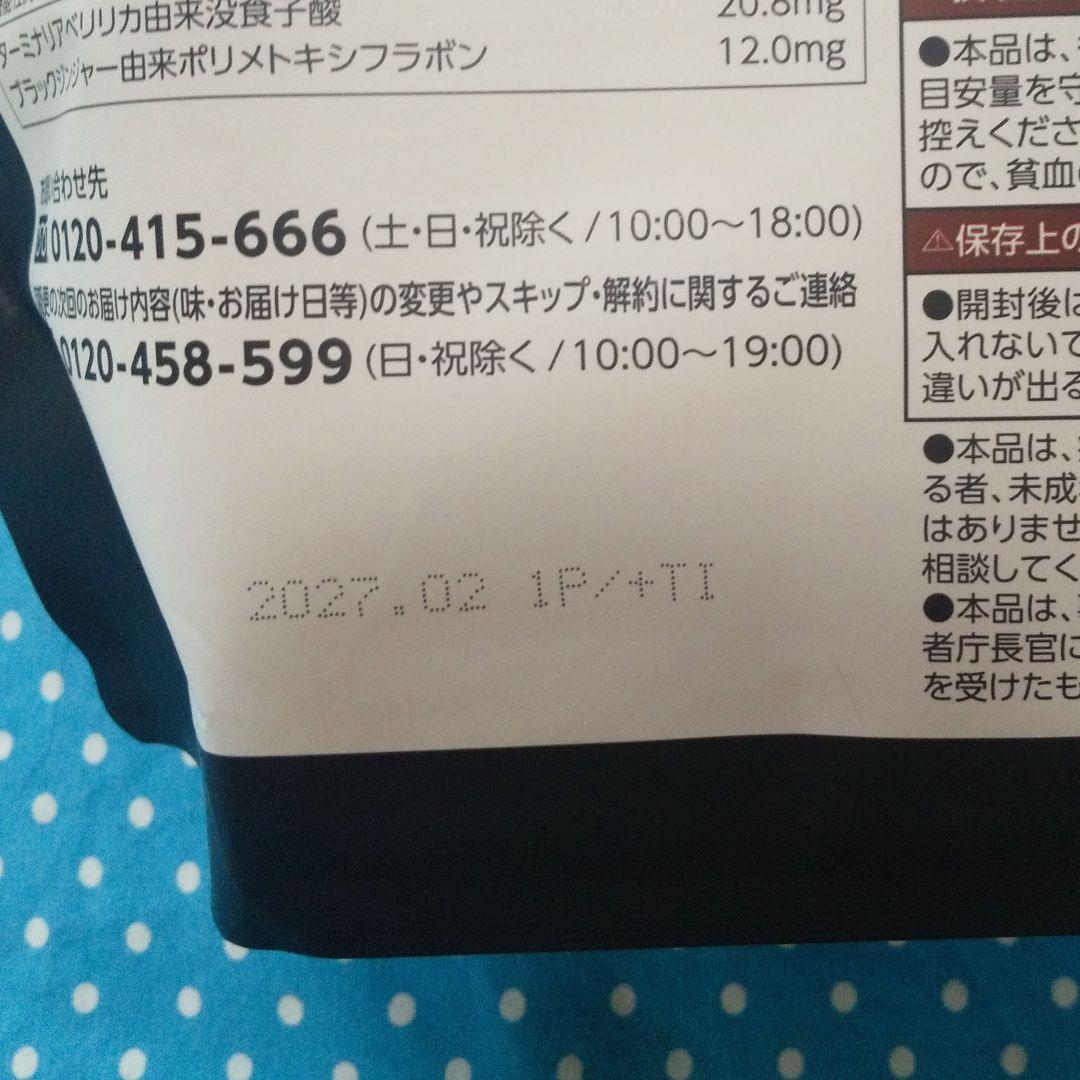 ターミナリアベリリカ由来没食子酸 20.8mg
ブラックジンジャー由来ポリメトキシフラボン 12.0mg
お問い合わせ先
0120-415-666 (土・日・祝除く/10:00〜18:00)
の次回のお届け内容(味・お届け日等)の変更やスキップ・解約に関するご連絡
0120-458-599 (日・祝除く/10:00〜19:00)
2027.02 1P/+TI
●本品は、
目安量を守
控えくださ
ので、貧血
⚠保存上の
●開封後は
入れないで
違いが出る
●本品は、
る者、未成
はありませ
相談してく
●本品は、
者庁長官に
を受けたも